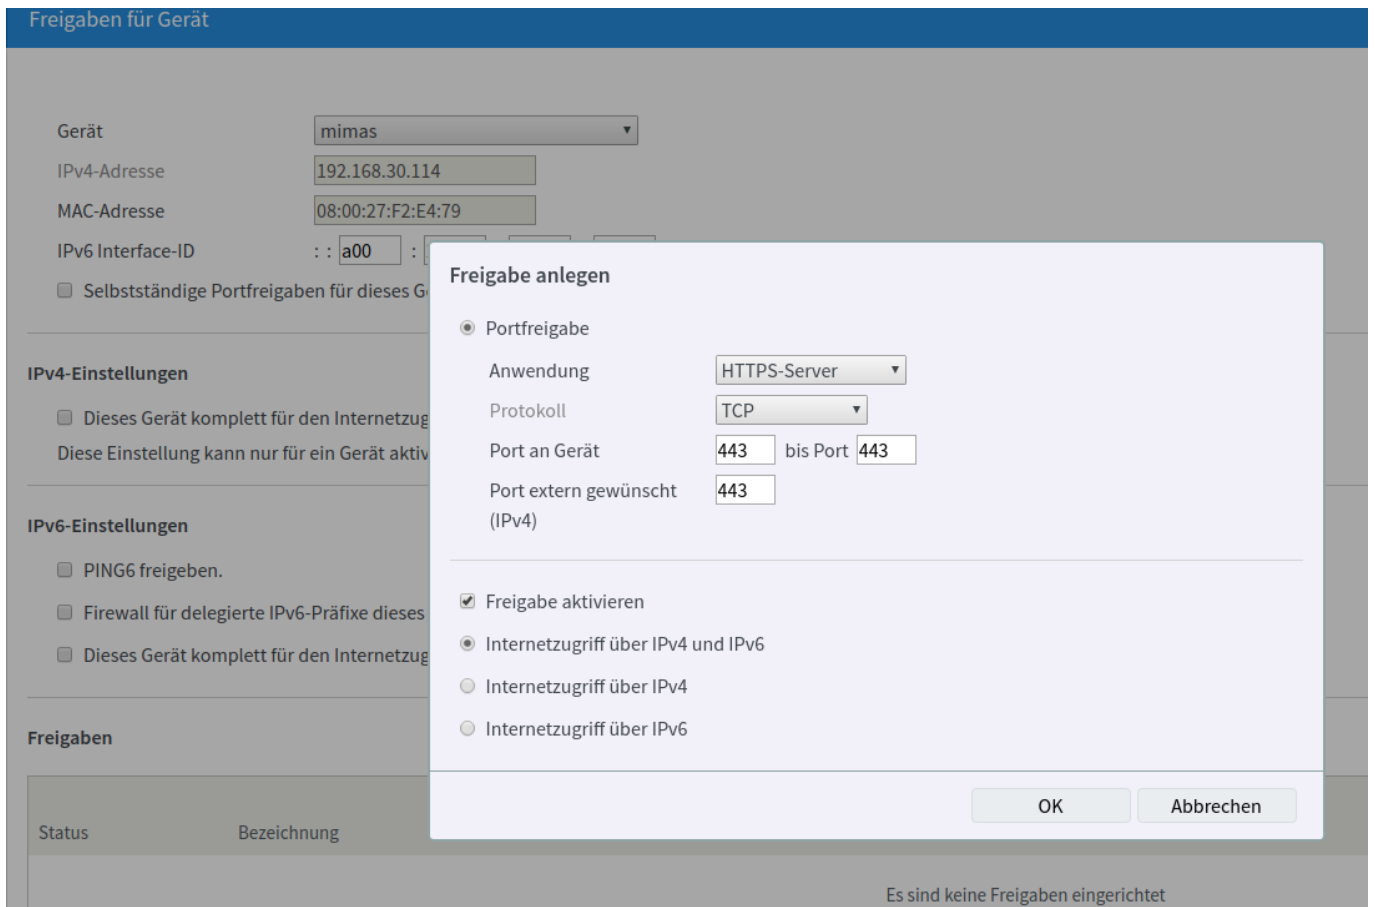 Freigaben für Gerät
Gerät
mimas
IPv4-Adresse
192.168.30.114
MAC-Adresse
08:00:27:F2:E4:79
IPv6 Interface-ID
: : a00 :
Selbstständige Portfreigaben für dieses G
IPv4-Einstellungen
Dieses Gerät komplett für den Internetzug
Diese Einstellung kann nur für ein Gerät aktiv
IPv6-Einstellungen
PING6 freigeben.
Firewall für delegierte IPv6-Präfixe dieses
Dieses Gerät komplett für den Internetzug
Freigaben
Status Bezeichnung
Es sind keine Freigaben eingerichtet
Freigabe anlegen
Portfreigabe
Anwendung HTTPS-Server
Protokoll TCP
Port an Gerät 443 bis Port 443
Port extern gewünscht 443
(IPv4)
Freigabe aktivieren
Internetzugriff über IPv4 und IPv6
Internetzugriff über IPv4
Internetzugriff über IPv6
OK Abbrechen